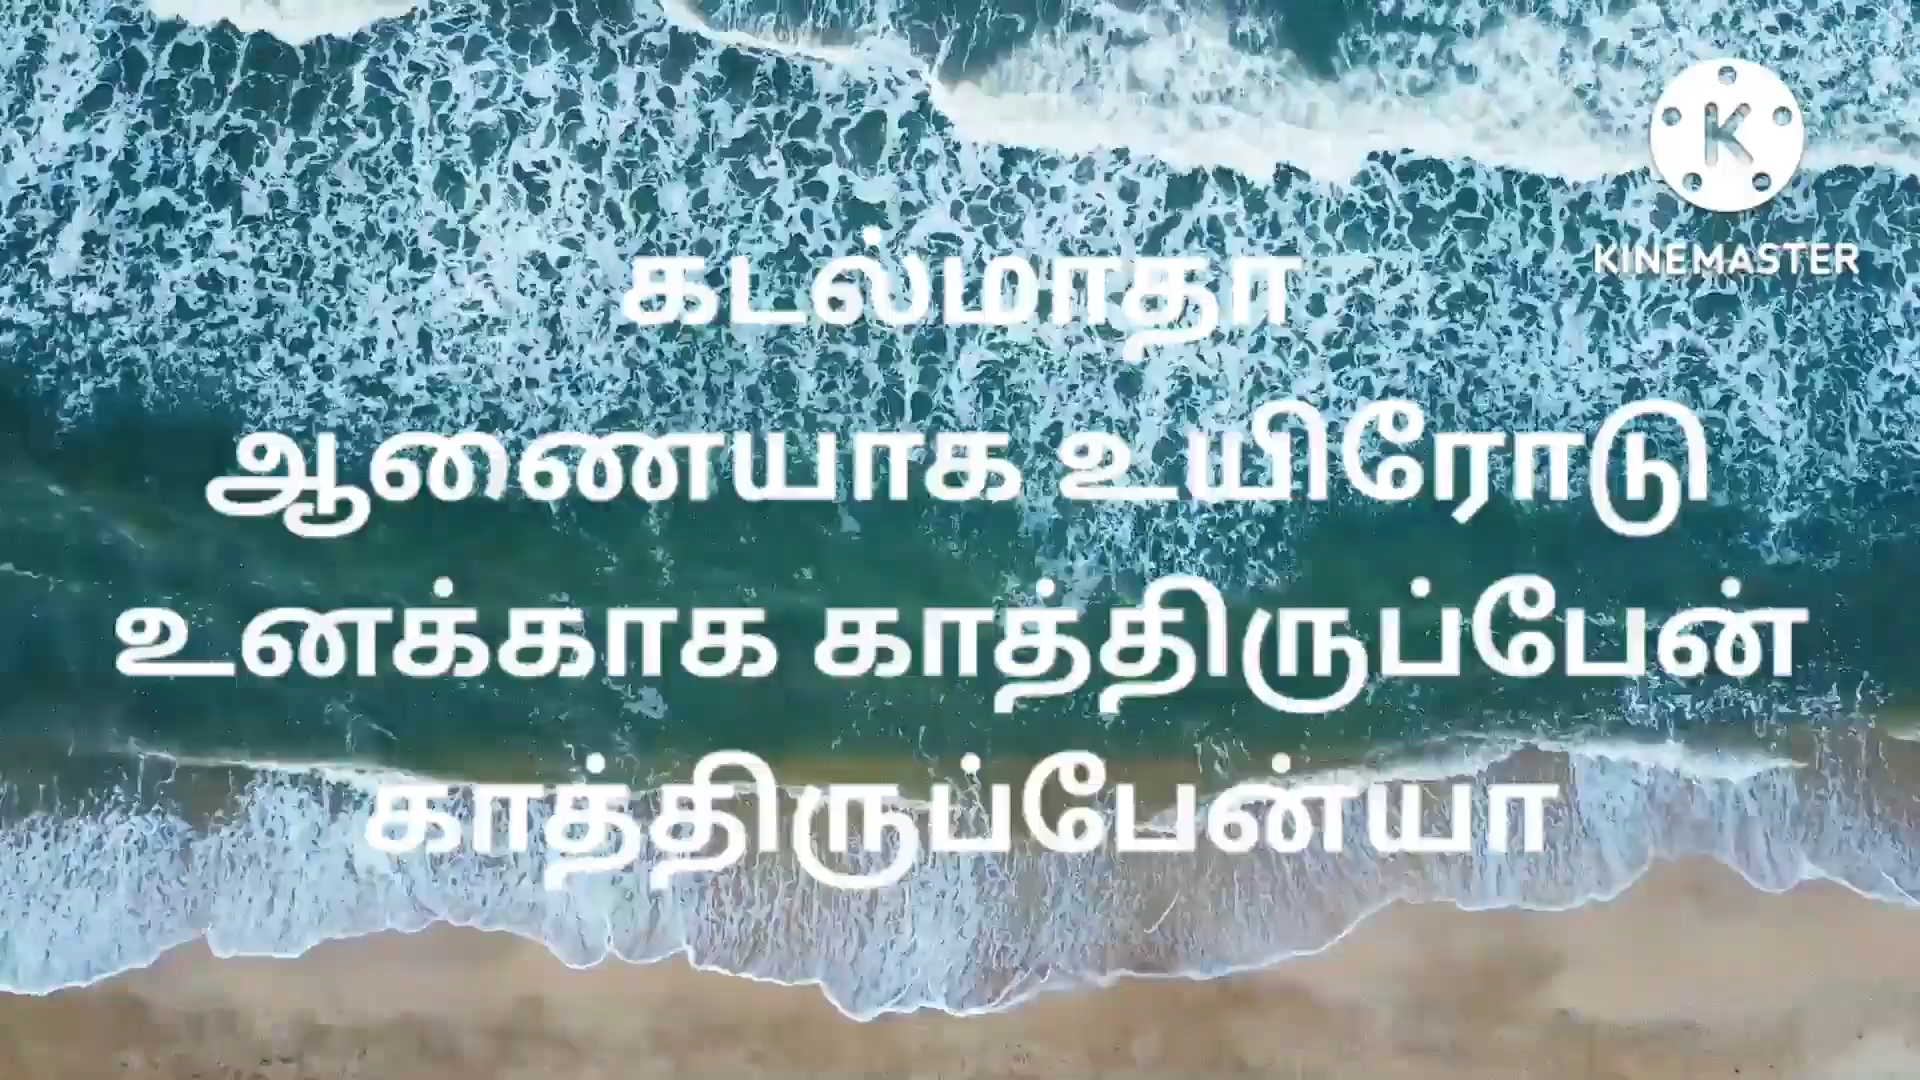 கடல்மாதா
KINEMASTER
ஆணையாக உயிரோடு
உனக்காக காத்திருப்பேன்
காத்திருப்பேன்யா